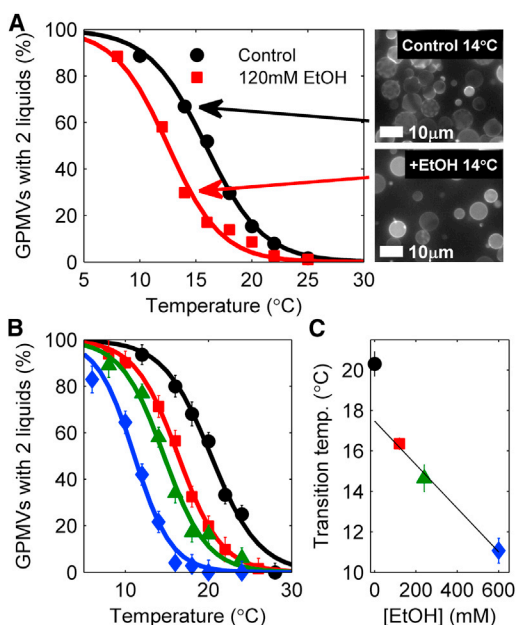 A
GPMVs with 2 liquids (%)
100
80
60
40
20
0
5
10
15
20
25
30
Temperature (°C)
Control
120mM EtOH
Control 14°C
10μm
+EtOH 14°C
10μm
B
GPMVs with 2 liquids (%)
100
80
60
40
20
0
10
20
30
Temperature (°C)
C
Transition temp. (°C)
22
20
18
16
14
12
10
0
200
400
600
[EtOH] (mM)